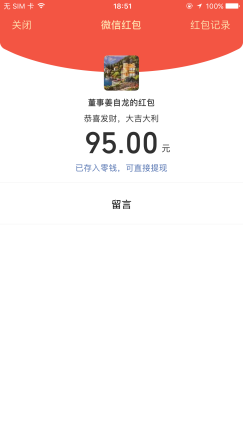 无 SIM 卡 18:51 100%
关闭 微信红包 红包记录
董事姜自龙的红包
恭喜发财，大吉大利
95.00 元
已存入零钱，可直接提现
留言